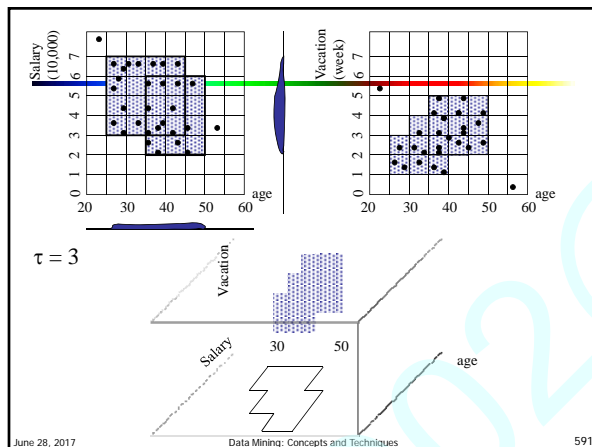 Salary
(10,000)
7
6
5
4
3
2
1
0
20
30
40
50
60
age
Vacation
(week)
7
6
5
4
3
2
1
0
20
30
40
50
60
age
τ = 3
Vacation
30
50
Salary
age
June 28, 2017
Data Mining: Concepts and Techniques
591